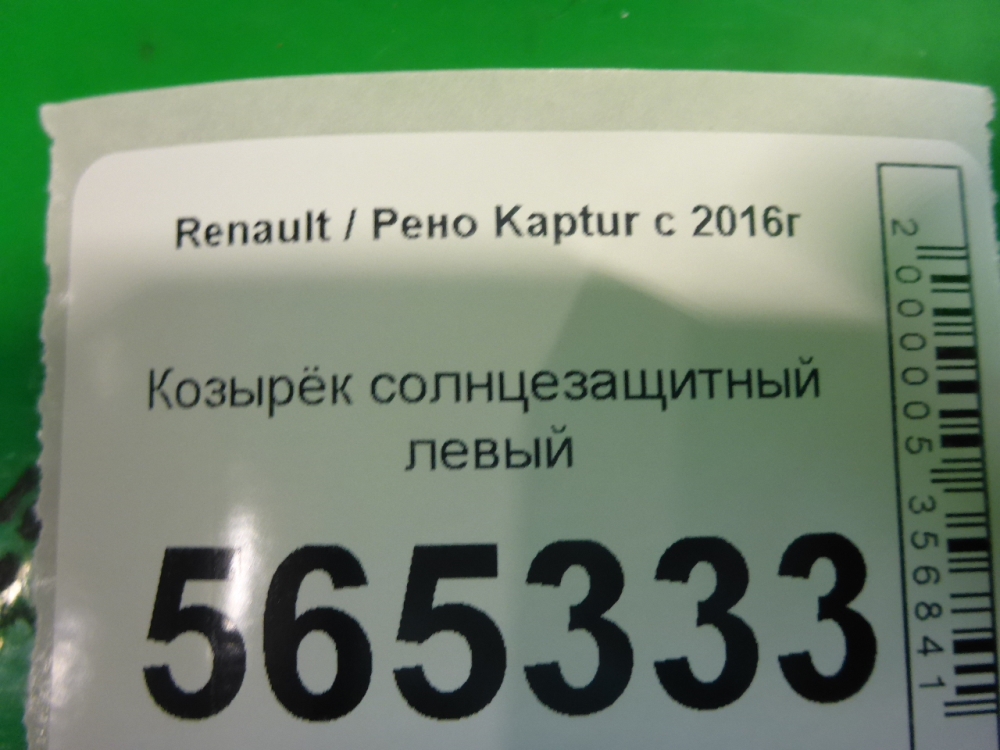 Renault / Рено Kaptur с 2016г
Козырёк солнцезащитный
левый
565333
2000005356841